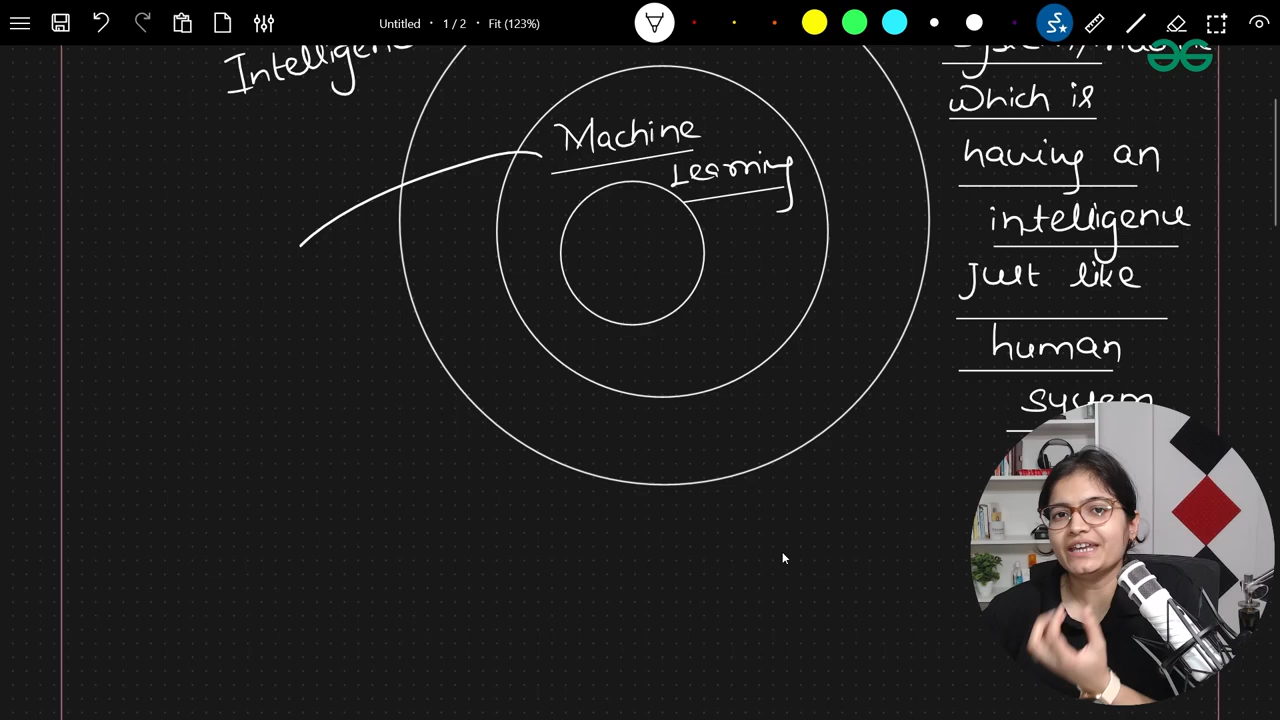 Untitled • 1 / 2 • Fit (123%)
Intelligenc
Machine
Learning
which is
having an
intelligence
Just like
human
system